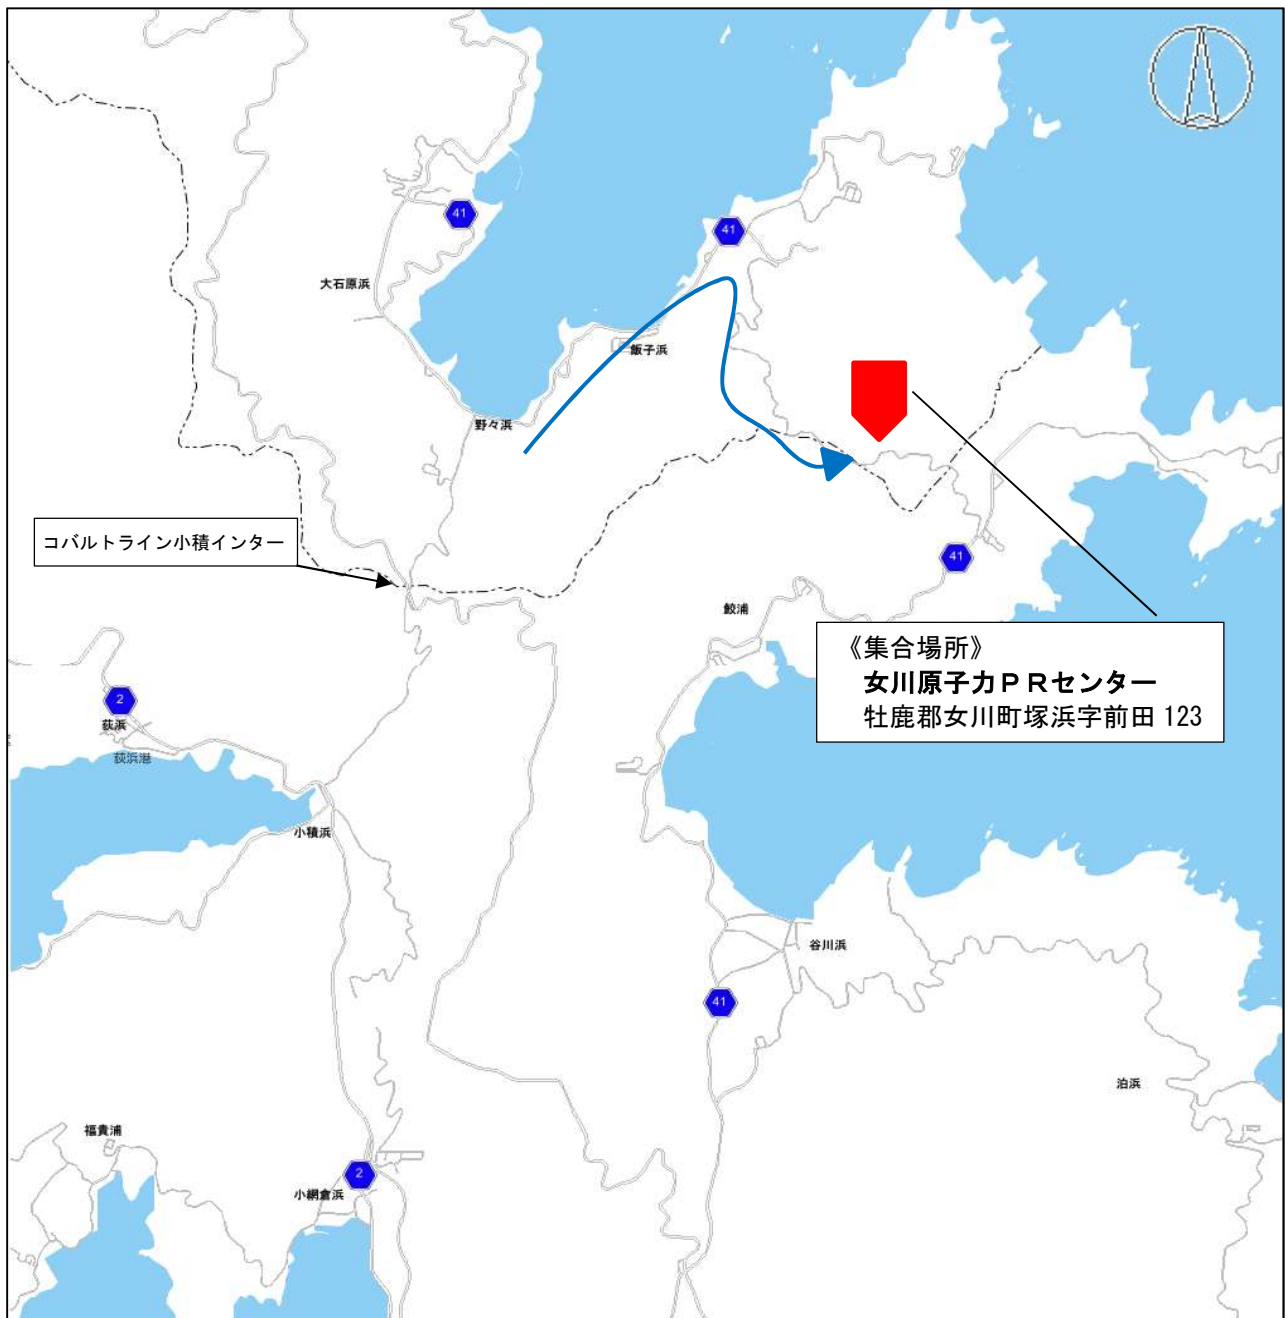 41
41
大石原浜
飯子浜
野々浜
コバルトライン小積インター
41
鮫浦
《集合場所》
女川原子力ＰＲセンター
牡鹿郡女川町塚浜字前田 123
2
荻浜
荻浜港
小積浜
谷川浜
41
泊浜
福貴浦
2
小網倉浜